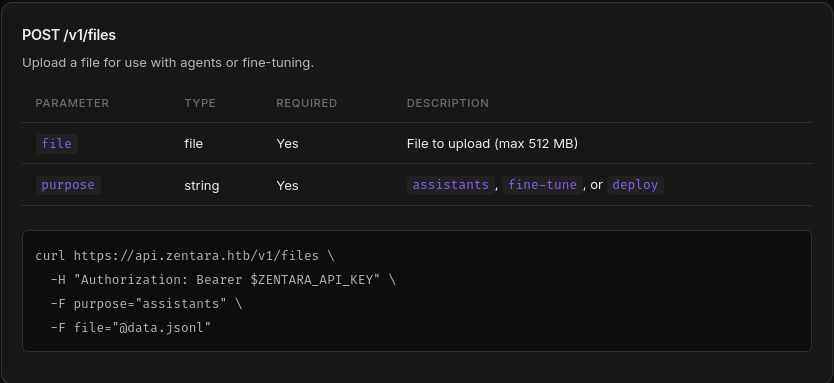 POST /v1/files
Upload a file for use with agents or fine-tuning.
PARAMETER TYPE REQUIRED DESCRIPTION
file file Yes File to upload (max 512 MB)
purpose string Yes assistants, fine-tune, or deploy
curl https://api.zentara.htb/v1/files \
-H "Authorization: Bearer $ZENTARA_API_KEY" \
-F purpose="assistants" \
-F file="@data.jsonl"